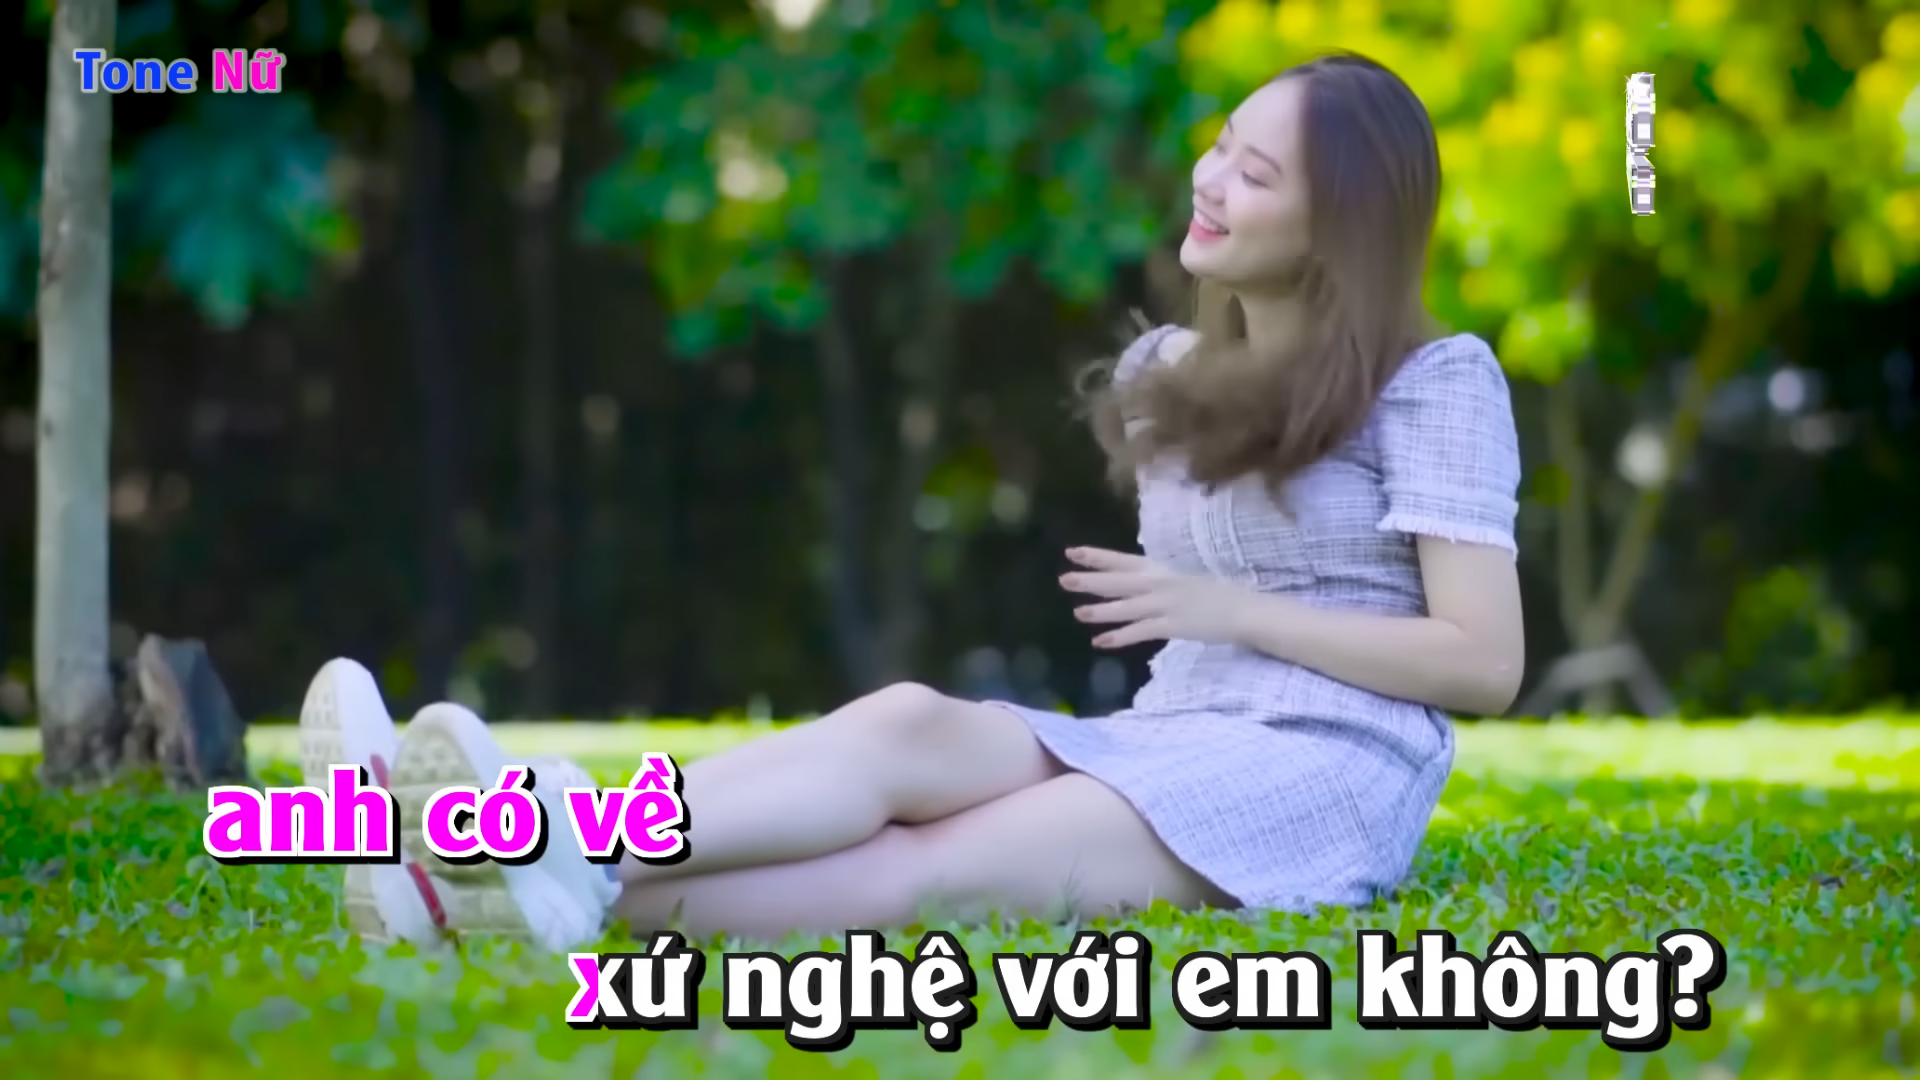 Tone Nữ
anh có về
xứ nghệ với em không?